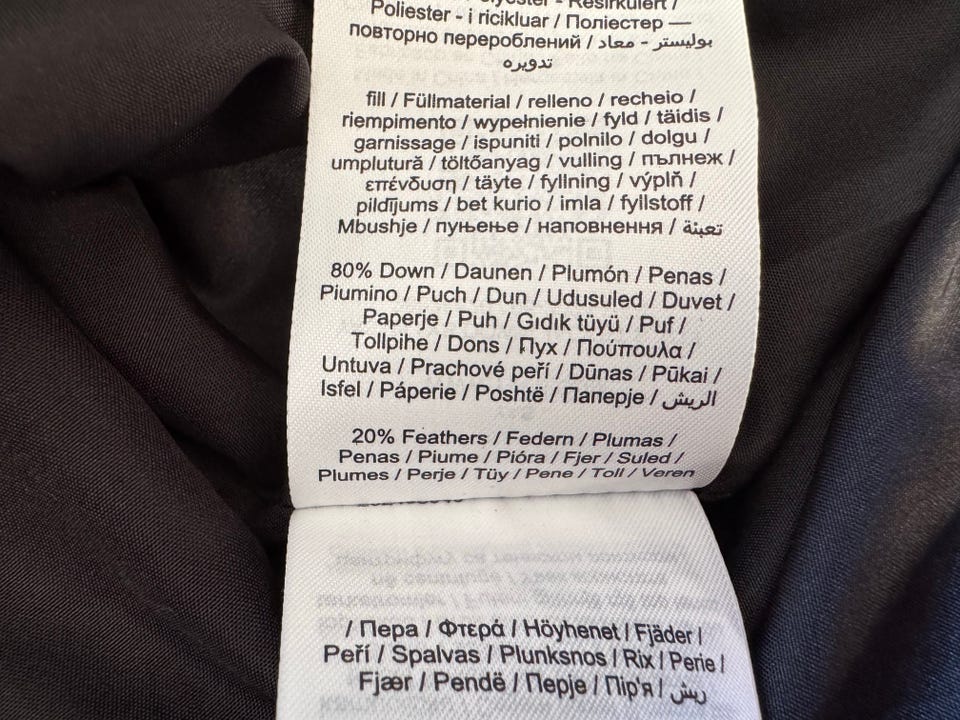 - Resirkulert /
Poliester - i ricikluar / Поліестер —
повторно перероблений / بوليستر - معاد
تدويره
fill / Füllmaterial / relleno / recheio /
riempimento / wypełnienie / fyld / täidis /
garnissage / ispuniti / polnilo / dolgu /
umplutură / töltőanyag / vulling / пълнеж /
επένδυση / täyte / fyllning / výplň /
pildījums / bet kurio / imla / fyllstoff /
Mbushje / пуњење / наповнення / تعبئة
80% Down / Daunen / Plumón / Penas /
Piumino / Puch / Dun / Udusuled / Duvet /
Paperje / Puh / Gıdık tüyü / Puf /
Tollpihe / Dons / Пух / Πούπουλα /
Untuva / Prachové peří / Dūnas / Pūkai /
Isfel / Páperie / Poshtë / Паперје / الريش
20% Feathers / Federn / Plumas /
Penas / Piume / Pióra / Fjer / Suled /
Plumes / Perje / Tüy / Pene / Toll / Veren
/ Пера / Φτερά / Höyhenet / Fjäder /
Peří / Spalvas / Plunksnos / Rix / Perie /
Fjær / Pendë / Перје / Пір'я / ريش